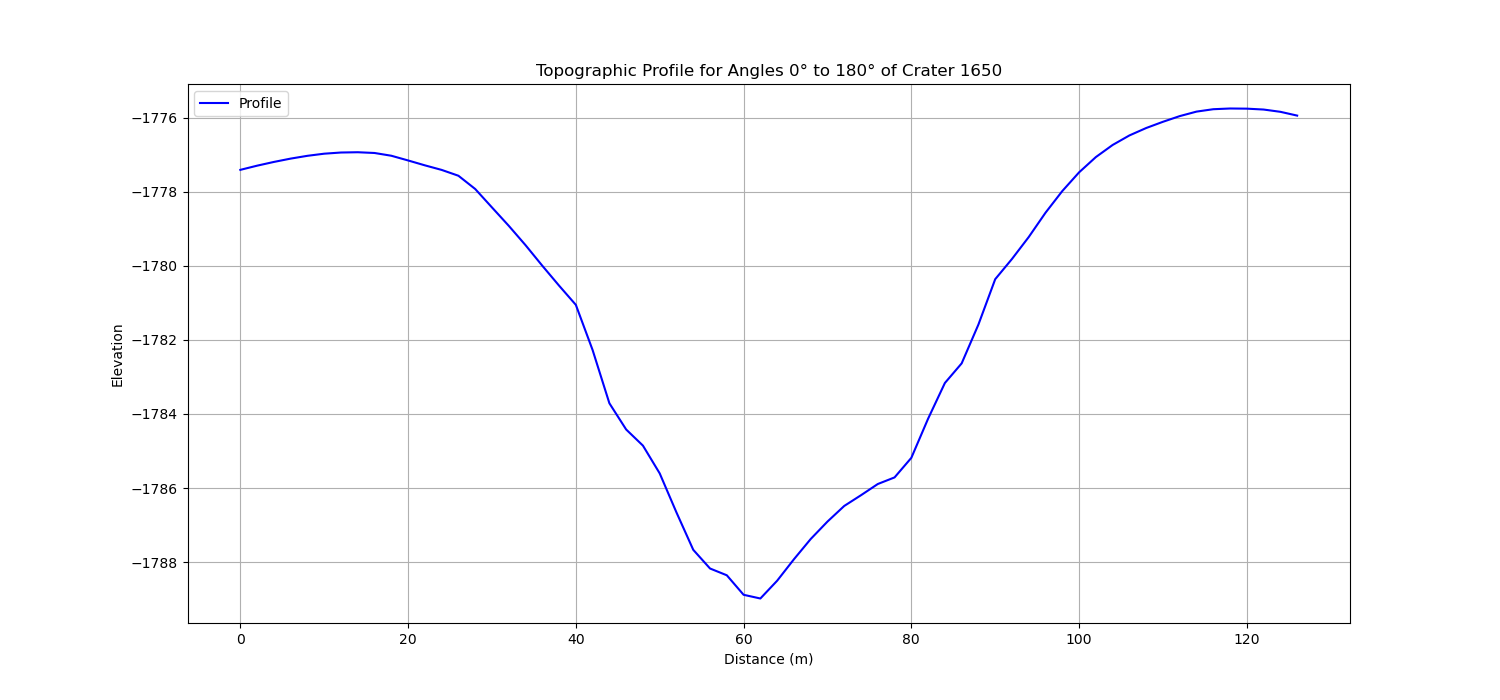 Topographic Profile for Angles 0° to 180° of Crater 1650
Profile
−1776
−1778
−1780
−1782
−1784
−1786
−1788
Elevation
0 20 40 60 80 100 120
Distance (m)